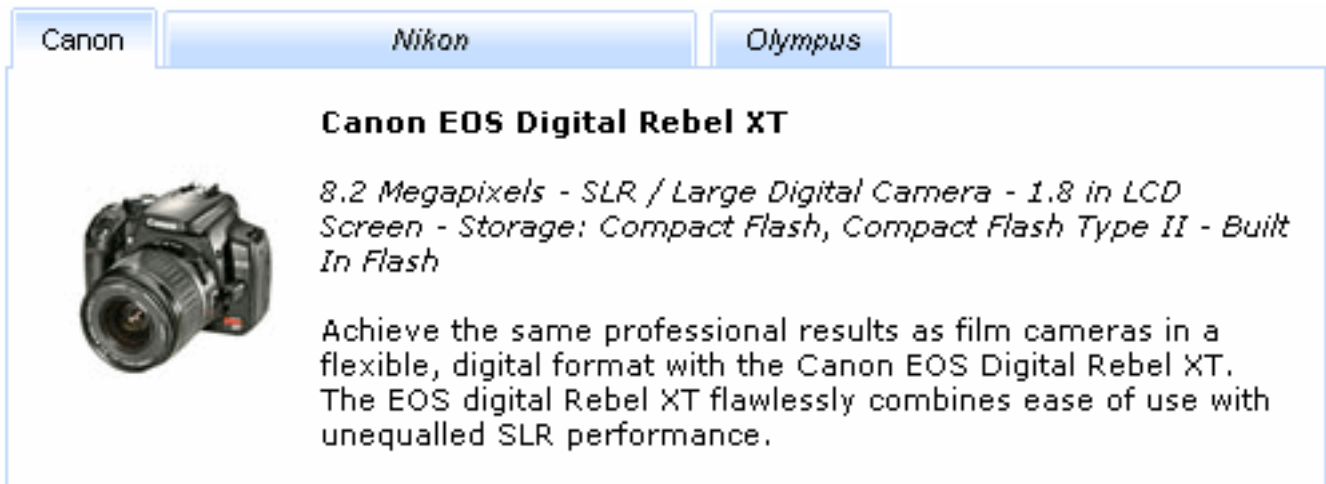 Canon Nikon Olympus
Canon EOS Digital Rebel XT
8.2 Megapixels - SLR / Large Digital Camera - 1.8 in LCD
Screen - Storage: Compact Flash, Compact Flash Type II - Built
In Flash
Achieve the same professional results as film cameras in a
flexible, digital format with the Canon EOS Digital Rebel XT.
The EOS digital Rebel XT flawlessly combines ease of use with
unequalled SLR performance.